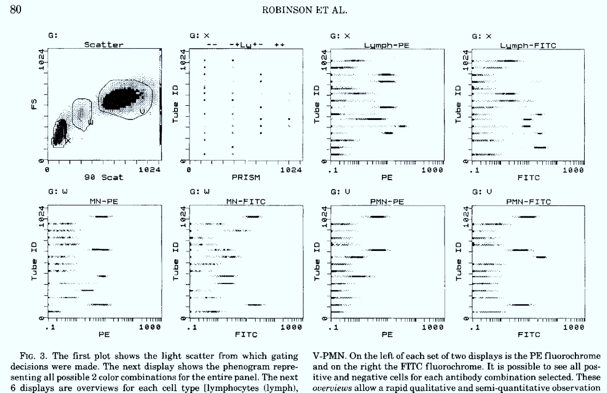 80
ROBINSON ET AL.
G:
Scatter
1024
FS
0
0
1024
90 Scat
G: X
-- -+Ly+- ++
1024
Tube ID
0
0
1024
PRISM
G: X
Lymph-PE
1024
Tube ID
0
.1
1000
PE
G: X
Lymph-FITC
1024
Tube ID
0
.1
1000
FITC
G: W
MN-PE
1024
Tube ID
0
.1
1000
PE
G: W
MN-FITC
1024
Tube ID
0
.1
1000
FITC
G: V
PMN-PE
1024
Tube ID
0
.1
1000
PE
G: V
PMN-FITC
1024
Tube ID
0
.1
1000
FITC
FIG. 3. The first plot shows the light scatter from which gating
decisions were made. The next display shows the phenogram repre-
senting all possible 2 color combinations for the entire panel. The next
6 displays are overviews for each cell type [lymphocytes (lymph),
V-PMN. On the left of each set of two displays is the PE fluorochrome
and on the right the FITC fluorochrome. It is possible to see all pos-
itive and negative cells for each antibody combination selected. These
overviews allow a rapid qualitative and semi-quantitative observation